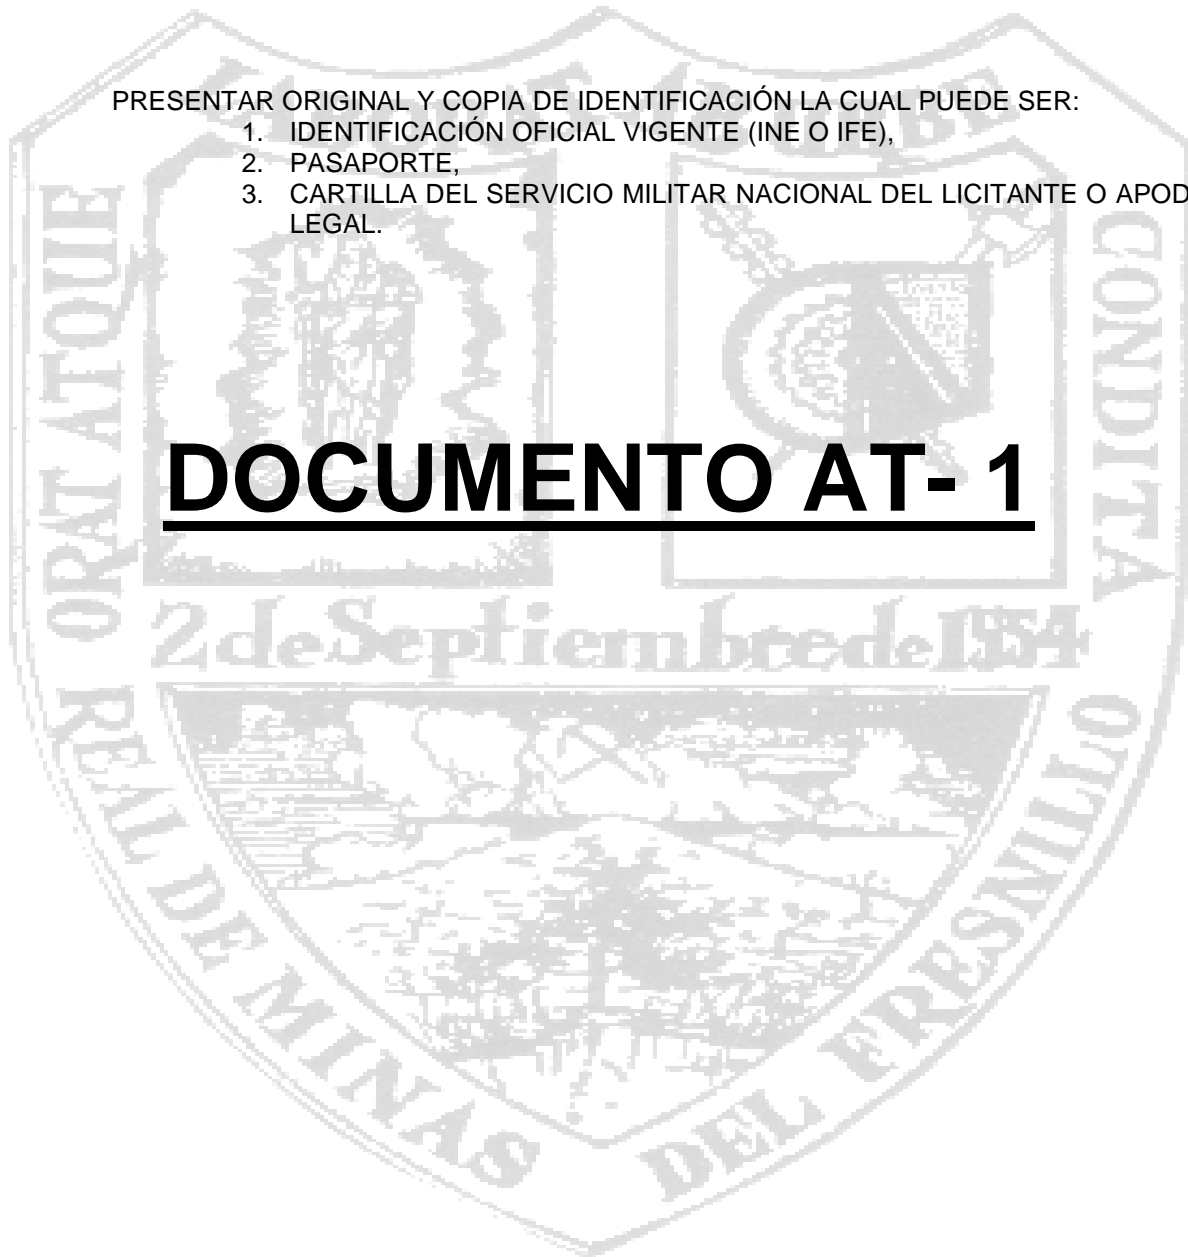 PRESENTAR ORIGINAL Y COPIA DE IDENTIFICACIÓN LA CUAL PUEDE SER:
1. IDENTIFICACIÓN OFICIAL VIGENTE (INE O IFE),
2. PASAPORTE,
3. CARTILLA DEL SERVICIO MILITAR NACIONAL DEL LICITANTE O APOD
LEGAL.
DOCUMENTO AT- 1
ORAT ATQUE
CONDITA
2 de Septiembre de 1554
REAL DE MINAS
DEL FRESNILLO